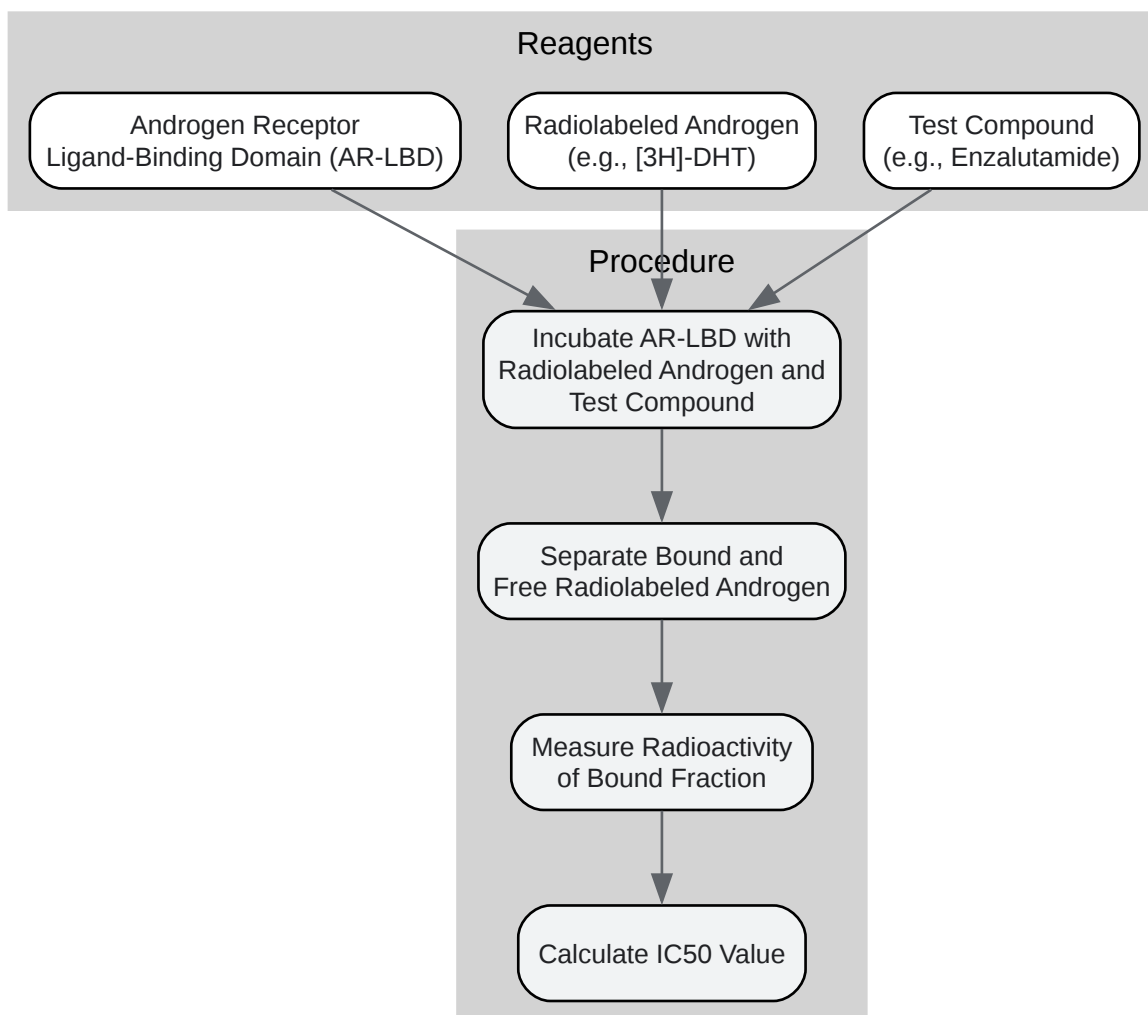 Reagents
Androgen Receptor
Ligand-Binding Domain (AR-LBD)
Radiolabeled Androgen
(e.g., [3H]-DHT)
Test Compound
(e.g., Enzalutamide)
Procedure
Incubate AR-LBD with
Radiolabeled Androgen and
Test Compound
Separate Bound and
Free Radiolabeled Androgen
Measure Radioactivity
of Bound Fraction
Calculate IC50 Value